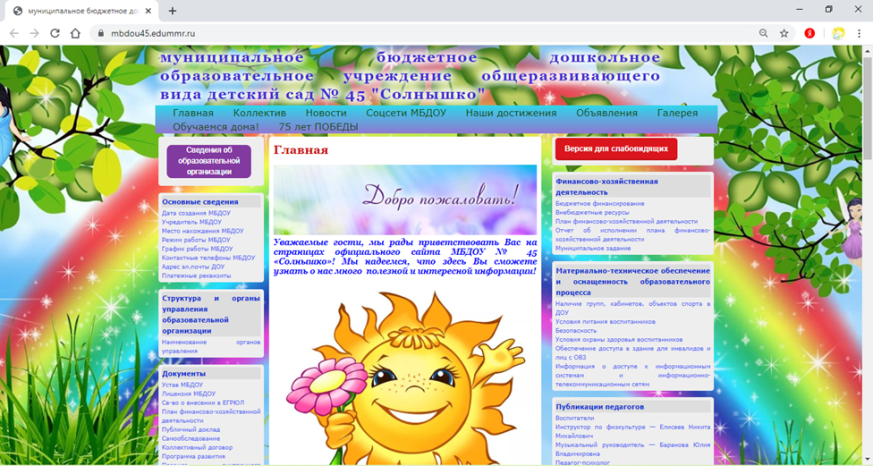 муниципальное бюджетное до
mbdou45.edummr.ru
муниципальное бюджетное дошкольное
образовательное учреждение общеразвивающего
вида детский сад № 45 "Солнышко"
Главная Коллектив Новости Соцсети МБДОУ Наши достижения Объявления Галерея
Обучаемся дома! 75 лет ПОБЕДЫ
Сведения об
образовательной
организации
Основные сведения
Дата создания МБДОУ
Учредитель МБДОУ
Место нахождения МБДОУ
Режим работы МБДОУ
График работы МБДОУ
Контактные телефоны МБДОУ
Адрес эл.почты ДОУ
Платежные реквизиты
Структура и органы
управления
образовательной
организации
Наименование органов
управления
Документы
Устав МБДОУ
Лицензия МБДОУ
Св-во о внесении в ЕГРЮЛ
План финансово-хозяйственной
деятельности
Публичный доклад
Самообследование
Коллективный договор
Программа развития
Главная
Добро пожаловать!
Уважаемые гости, мы рады приветствовать Вас на
страницах официального сайта МБДОУ № 45
«Солнышко»! Мы надеемся, что здесь Вы сможете
узнать о нас много полезной и интересной информации!
Версия для слабовидящих
Финансово-хозяйственная
деятельность
Бюджетное финансирование
Внебюджетные ресурсы
План финансово-хозяйственной деятельности
Отчет об исполнении плана финансово-
хозяйственной деятельности
Муниципальное задание
Материально-техническое обеспечение
и оснащенность образовательного
процесса
Наличие групп, кабинетов, объектов спорта в
ДОУ
Условия питания воспитанников
Безопасность
Условия охраны здоровья воспитанников
Обеспечение доступа в здание для инвалидов и
лиц с ОВЗ
Информация о доступе к информационным
системам и информационно-
телекоммуникационным сетям
Публикации педагогов
Воспитатели
Инструктор по физкультуре — Елисеев Никита
Михайлович
Музыкальный руководитель — Баранова Юлия
Владимировна
Педагог-психолог